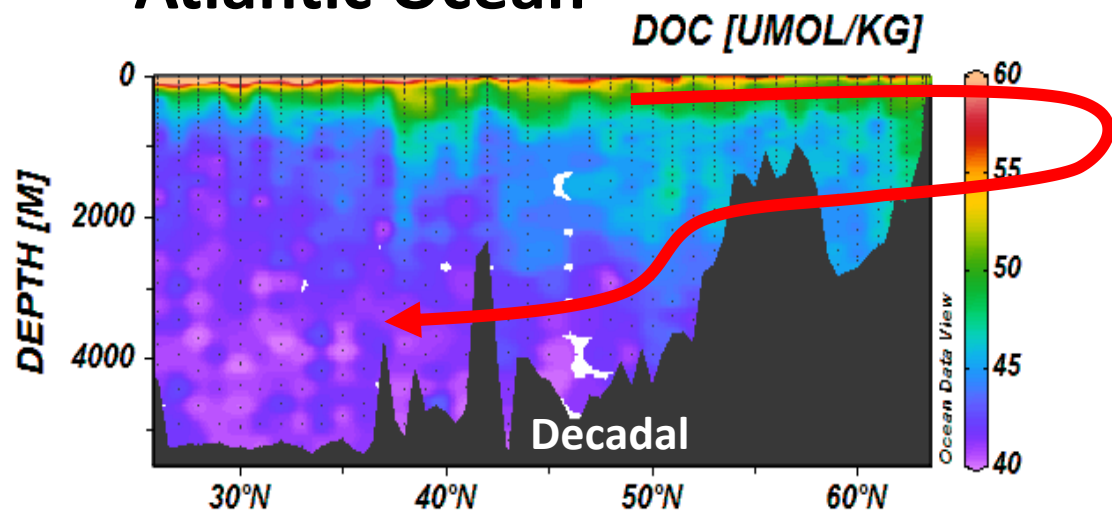 Atlantic Ocean
DOC [UMOL/KG]
DEPTH [M]
0
2000
4000
60
55
50
45
40
Ocean Data View
Decadal
30°N
40°N
50°N
60°N